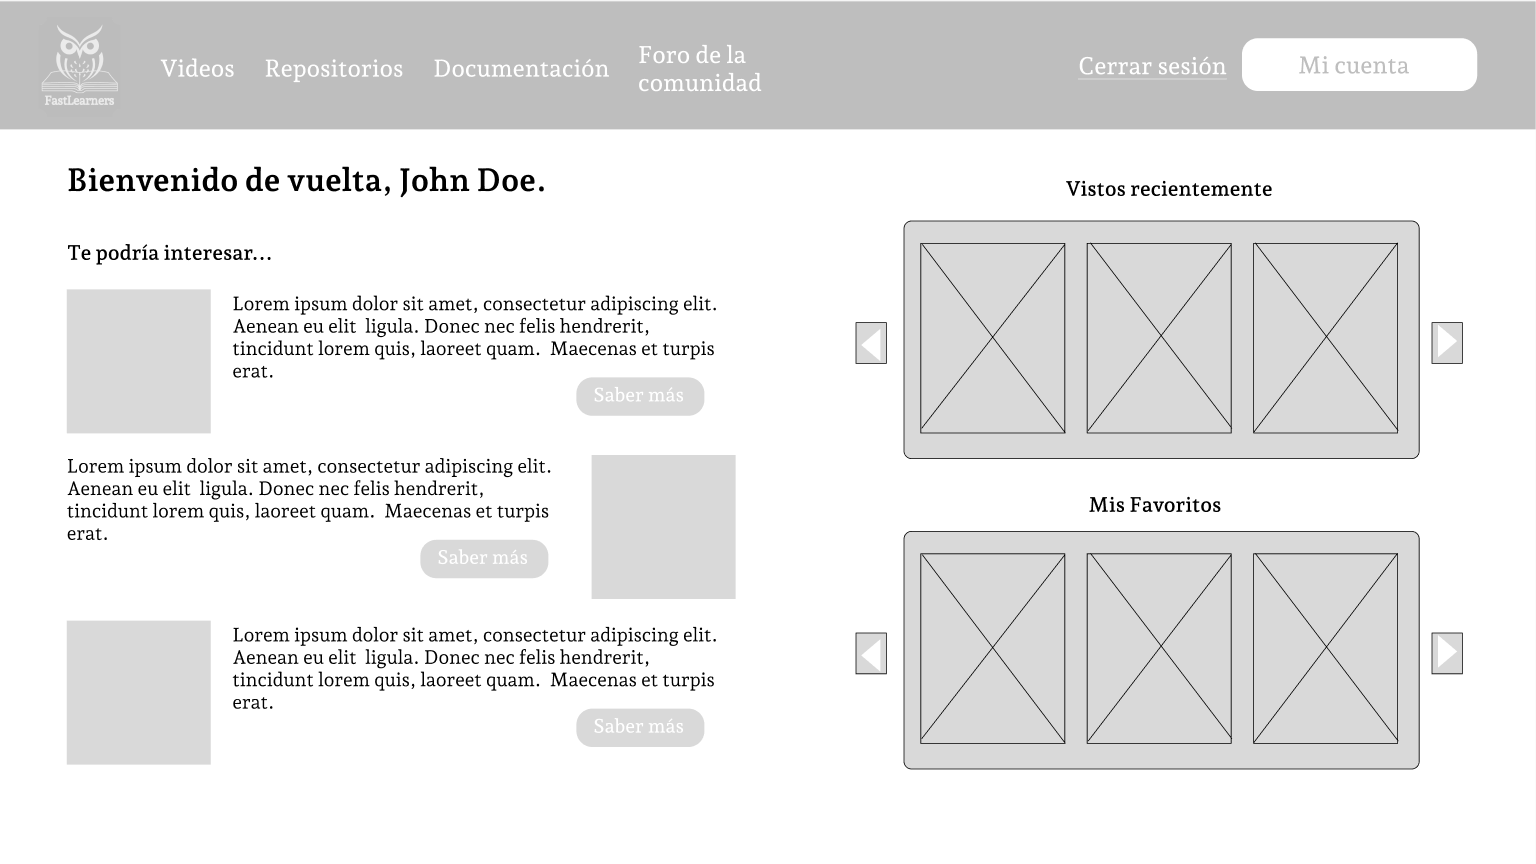 FastLearners
Videos
Repositorios
Documentación
Foro de la
comunidad
Cerrar sesión
Mi cuenta
Bienvenido de vuelta, John Doe.
Te podría interesar...
Lorem ipsum dolor sit amet, consectetur adipiscing elit.
Aenean eu elit  ligula. Donec nec felis hendrerit,
tincidunt lorem quis, laoreet quam.  Maecenas et turpis
erat.
Saber más
Lorem ipsum dolor sit amet, consectetur adipiscing elit.
Aenean eu elit  ligula. Donec nec felis hendrerit,
tincidunt lorem quis, laoreet quam.  Maecenas et turpis
erat.
Saber más
Lorem ipsum dolor sit amet, consectetur adipiscing elit.
Aenean eu elit  ligula. Donec nec felis hendrerit,
tincidunt lorem quis, laoreet quam.  Maecenas et turpis
erat.
Saber más
Vistos recientemente
Mis Favoritos